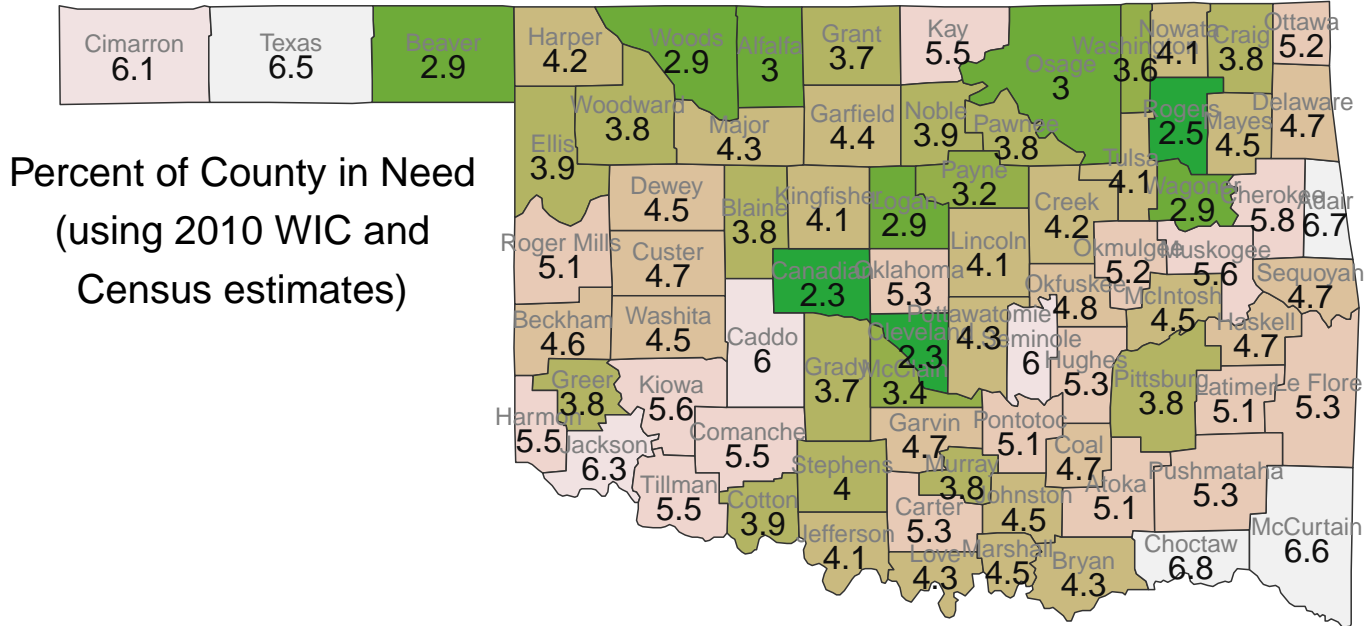 Percent of County in Need
(using 2010 WIC and
Census estimates)
Cimarron
6.1
Texas
6.5
Beaver
2.9
Harper
4.2
Woods
2.9
Alfalfa
3
Grant
3.7
Kay
5.5
Osage
3
Washington
3.6
Nowata
4.1
Craig
3.8
Ottawa
5.2
Ellis
3.9
Woodward
3.8
Major
4.3
Garfield
4.4
Noble
3.9
Pawnee
3.8
Rogers
2.5
Mayes
4.5
Delaware
4.7
Dewey
4.5
Blaine
3.8
Kingfisher
4.1
Logan
2.9
Payne
3.2
Creek
4.2
Tulsa
4.1
Wagoner
2.9
Cherokee
5.8
Adair
6.7
Roger Mills
5.1
Custer
4.7
Canadian
2.3
Oklahoma
5.3
Lincoln
4.1
Okmulgee
5.2
Muskogee
5.6
Sequoyah
4.7
Beckham
4.6
Washita
4.5
Caddo
6
Grady
3.7
Cleveland
2.3
McClain
3.4
Pottawatomie
4.3
Seminole
6
Okfuskee
4.8
Hughes
5.3
McIntosh
4.5
Haskell
4.7
Pittsburg
3.8
Latimer
5.1
Le Flore
5.3
Greer
3.8
Kiowa
5.6
Harmon
5.5
Jackson
6.3
Comanche
5.5
Tillman
5.5
Cotton
3.9
Stephens
4
Garvin
4.7
Murray
3.8
Pontotoc
5.1
Coal
4.7
Atoka
5.1
Pushmataha
5.3
Jefferson
4.1
Carter
5.3
Johnston
4.5
Love
4.3
Marshall
4.5
Bryan
4.3
Choctaw
6.8
McCurtain
6.6